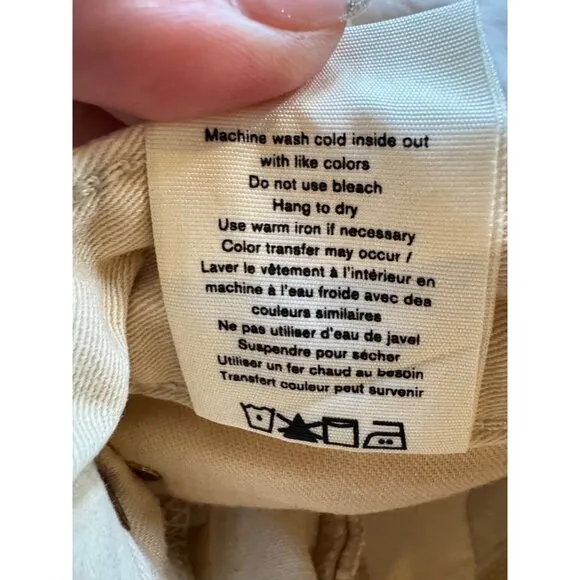 Machine wash cold inside out
with like colors
Do not use bleach
Hang to dry
Use warm iron if necessary
Color transfer may occur /
Laver le vêtement à l'intérieur en
machine à l'eau froide avec des
couleurs similaires
Ne pas utiliser d'eau de javel
Suspendre pour sécher
Utiliser un fer chaud au besoin
Transfert couleur peut survenir